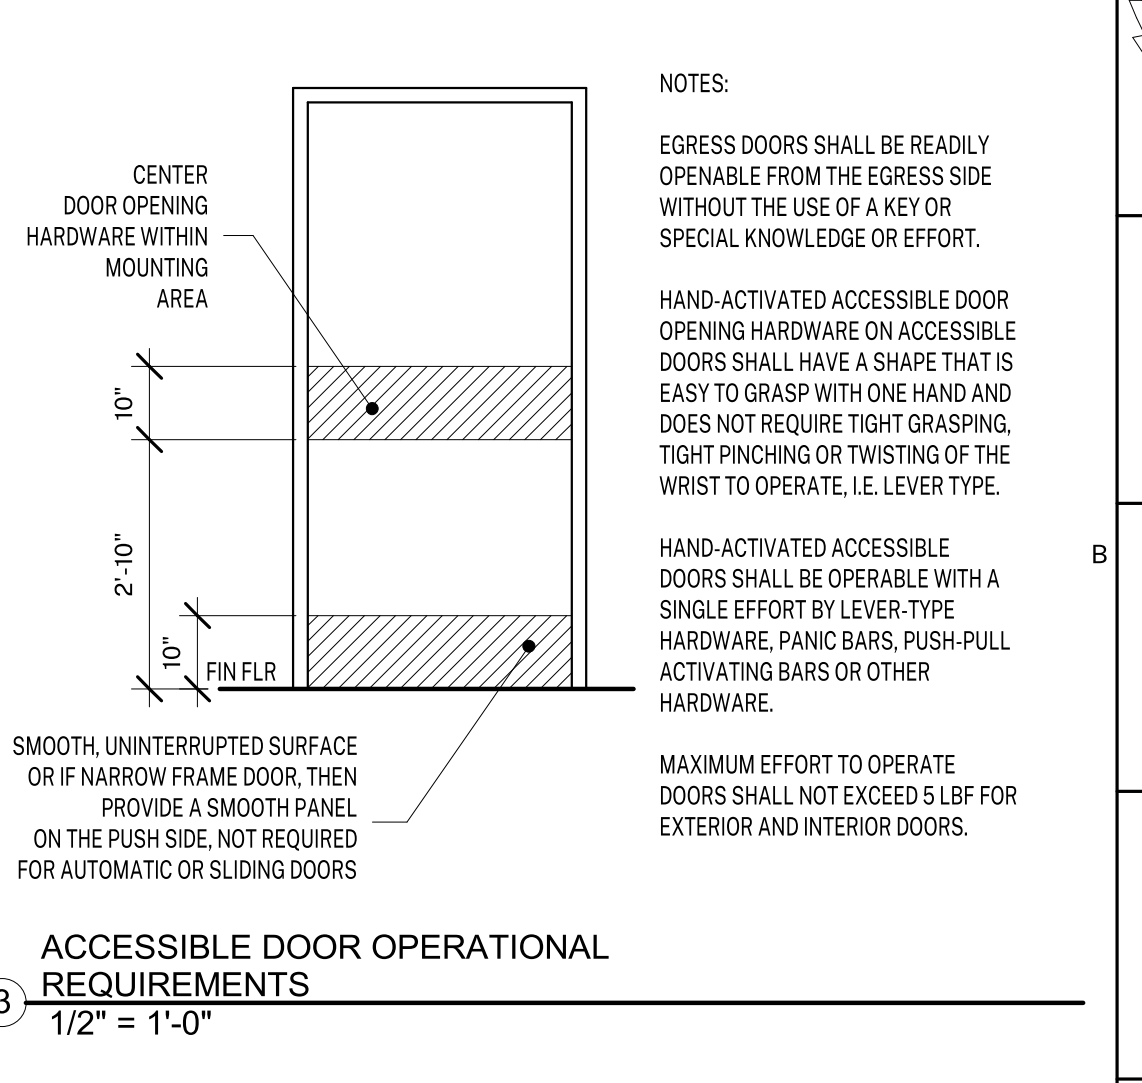 NOTES:
EGRESS DOORS SHALL BE READILY
OPENABLE FROM THE EGRESS SIDE
WITHOUT THE USE OF A KEY OR
SPECIAL KNOWLEDGE OR EFFORT.
HAND-ACTIVATED ACCESSIBLE DOOR
OPENING HARDWARE ON ACCESSIBLE
DOORS SHALL HAVE A SHAPE THAT IS
EASY TO GRASP WITH ONE HAND AND
DOES NOT REQUIRE TIGHT GRASPING,
TIGHT PINCHING OR TWISTING OF THE
WRIST TO OPERATE, I.E. LEVER TYPE.
HAND-ACTIVATED ACCESSIBLE
DOORS SHALL BE OPERABLE WITH A
SINGLE EFFORT BY LEVER-TYPE
HARDWARE, PANIC BARS, PUSH-PULL
ACTIVATING BARS OR OTHER
HARDWARE.
MAXIMUM EFFORT TO OPERATE
DOORS SHALL NOT EXCEED 5 LBF FOR
EXTERIOR AND INTERIOR DOORS.
CENTER
DOOR OPENING
HARDWARE WITHIN
MOUNTING
AREA
10"
2'-10"
10"
FIN FLR
SMOOTH, UNINTERRUPTED SURFACE
OR IF NARROW FRAME DOOR, THEN
PROVIDE A SMOOTH PANEL
ON THE PUSH SIDE, NOT REQUIRED
FOR AUTOMATIC OR SLIDING DOORS
B
3
ACCESSIBLE DOOR OPERATIONAL
REQUIREMENTS
1/2" = 1'-0"